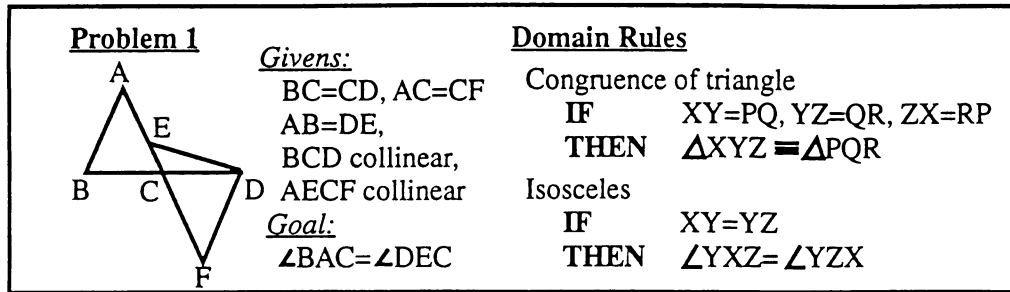 Problem 1
A
E
B
C
D
F
Givens:
BC=CD, AC=CF
AB=DE,
BCD collinear,
AECF collinear
Goal:
∠BAC=∠DEC
Domain Rules
Congruence of triangle
IF XY=PQ, YZ=QR, ZX=RP
THEN △XYZ≡△PQR
Isosceles
IF XY=YZ
THEN ∠YXZ=∠YZX